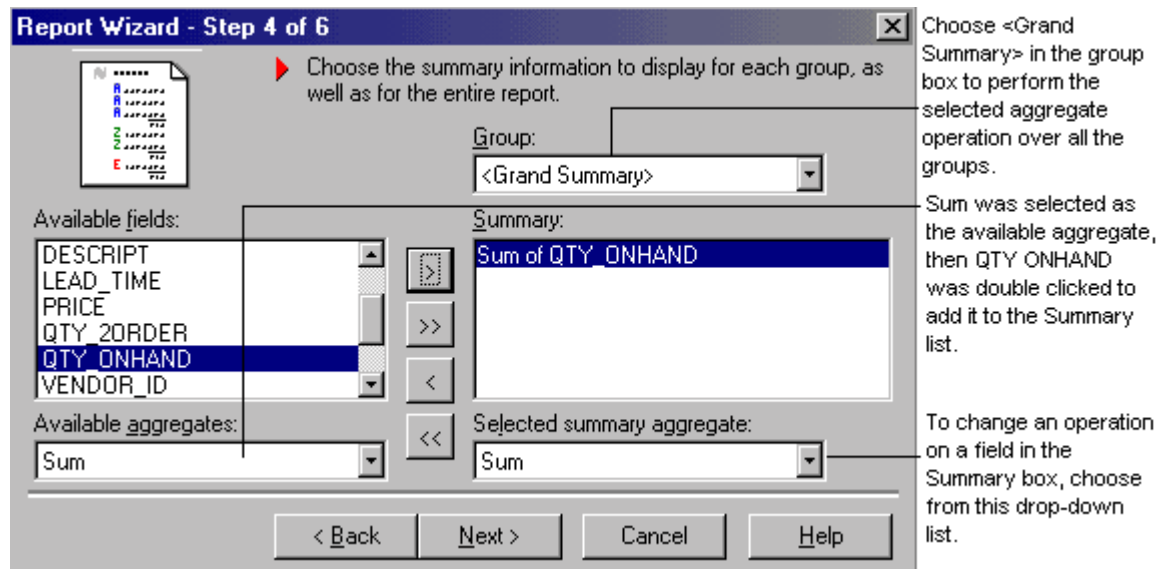 Report Wizard - Step 4 of 6
Choose the summary information to display for each group, as
well as for the entire report.
Group:
<Grand Summary>
Available fields:
DESCRIPT
LEAD_TIME
PRICE
QTY_2ORDER
QTY_ONHAND
VENDOR_ID
>
>>
<
<<
Summary:
Sum of QTY_ONHAND
Available aggregates:
Sum
Selected summary aggregate:
Sum
< Back
Next >
Cancel
Help
Choose <Grand
Summary> in the group
box to perform the
selected aggregate
operation over all the
groups.
Sum was selected as
the available aggregate,
then QTY ONHAND
was double clicked to
add it to the Summary
list.
To change an operation
on a field in the
Summary box, choose
from this drop-down
list.